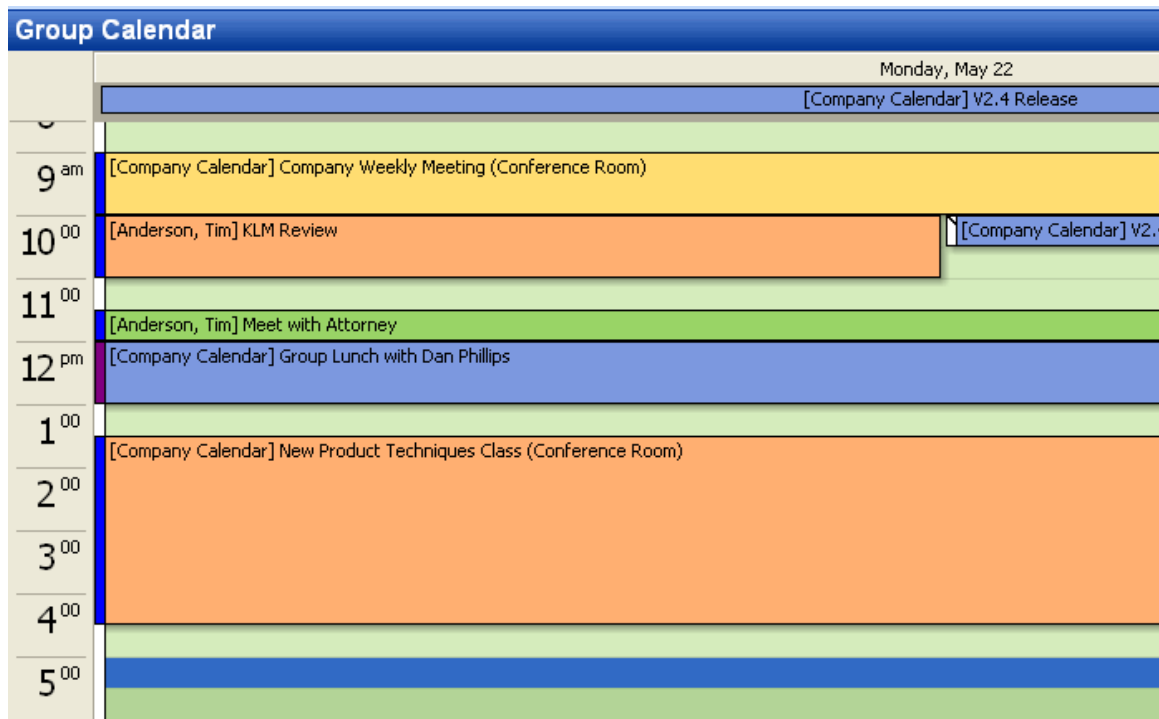 Group Calendar
Monday, May 22
[Company Calendar] V2.4 Release
9 am
[Company Calendar] Company Weekly Meeting (Conference Room)
10 00
[Anderson, Tim] KLM Review
[Company Calendar] V2.
11 00
[Anderson, Tim] Meet with Attorney
12 pm
[Company Calendar] Group Lunch with Dan Phillips
1 00
[Company Calendar] New Product Techniques Class (Conference Room)
2 00
3 00
4 00
5 00